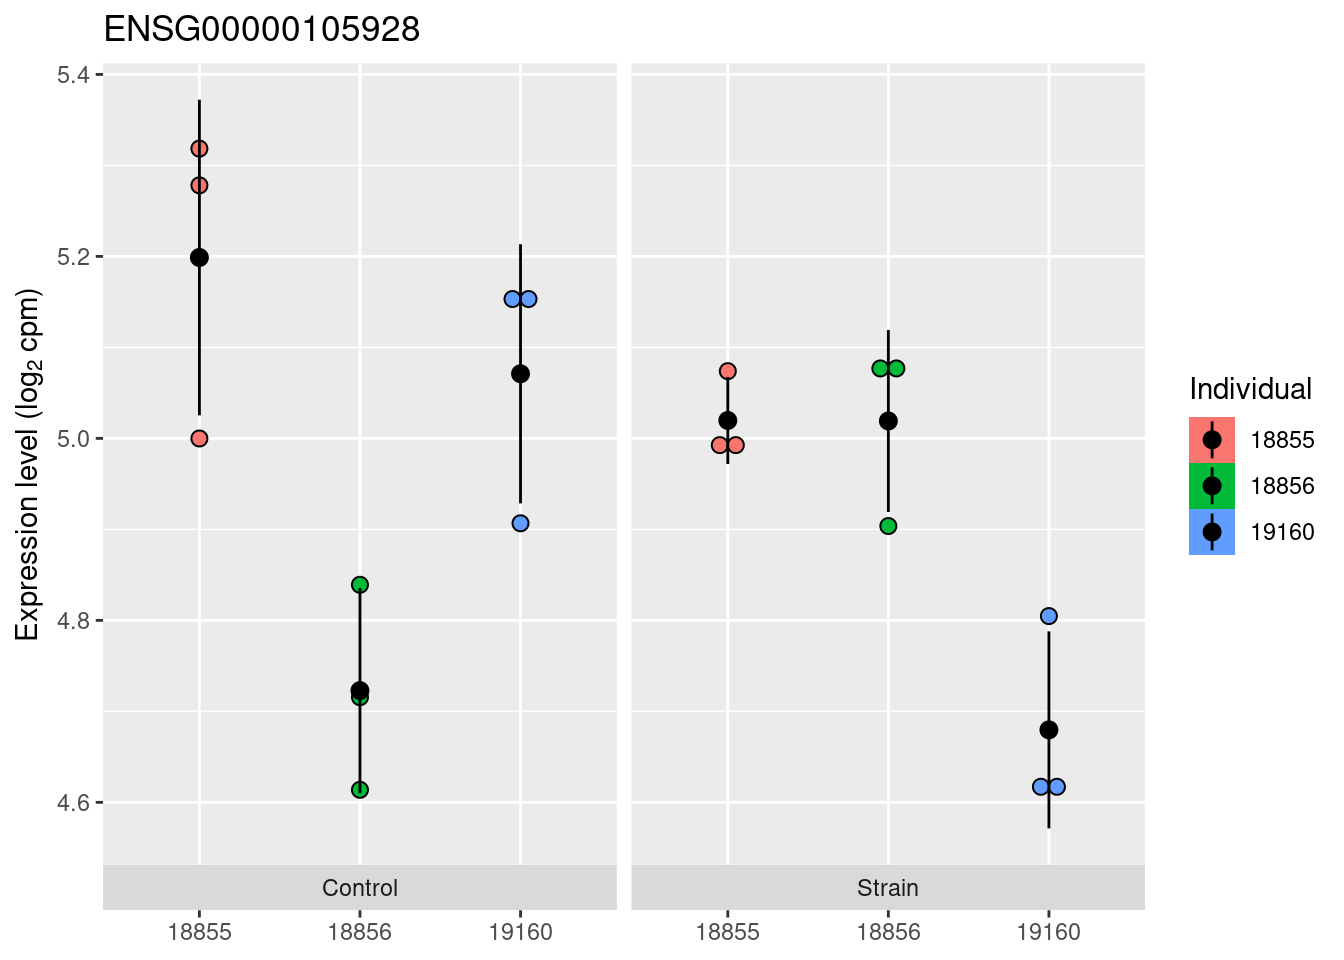 ENSG00000105928
Expression level (log₂ cpm)
5.4
5.2
5.0
4.8
4.6
Control
Strain
18855
18856
19160
18855
18856
19160
Individual
18855
18856
19160